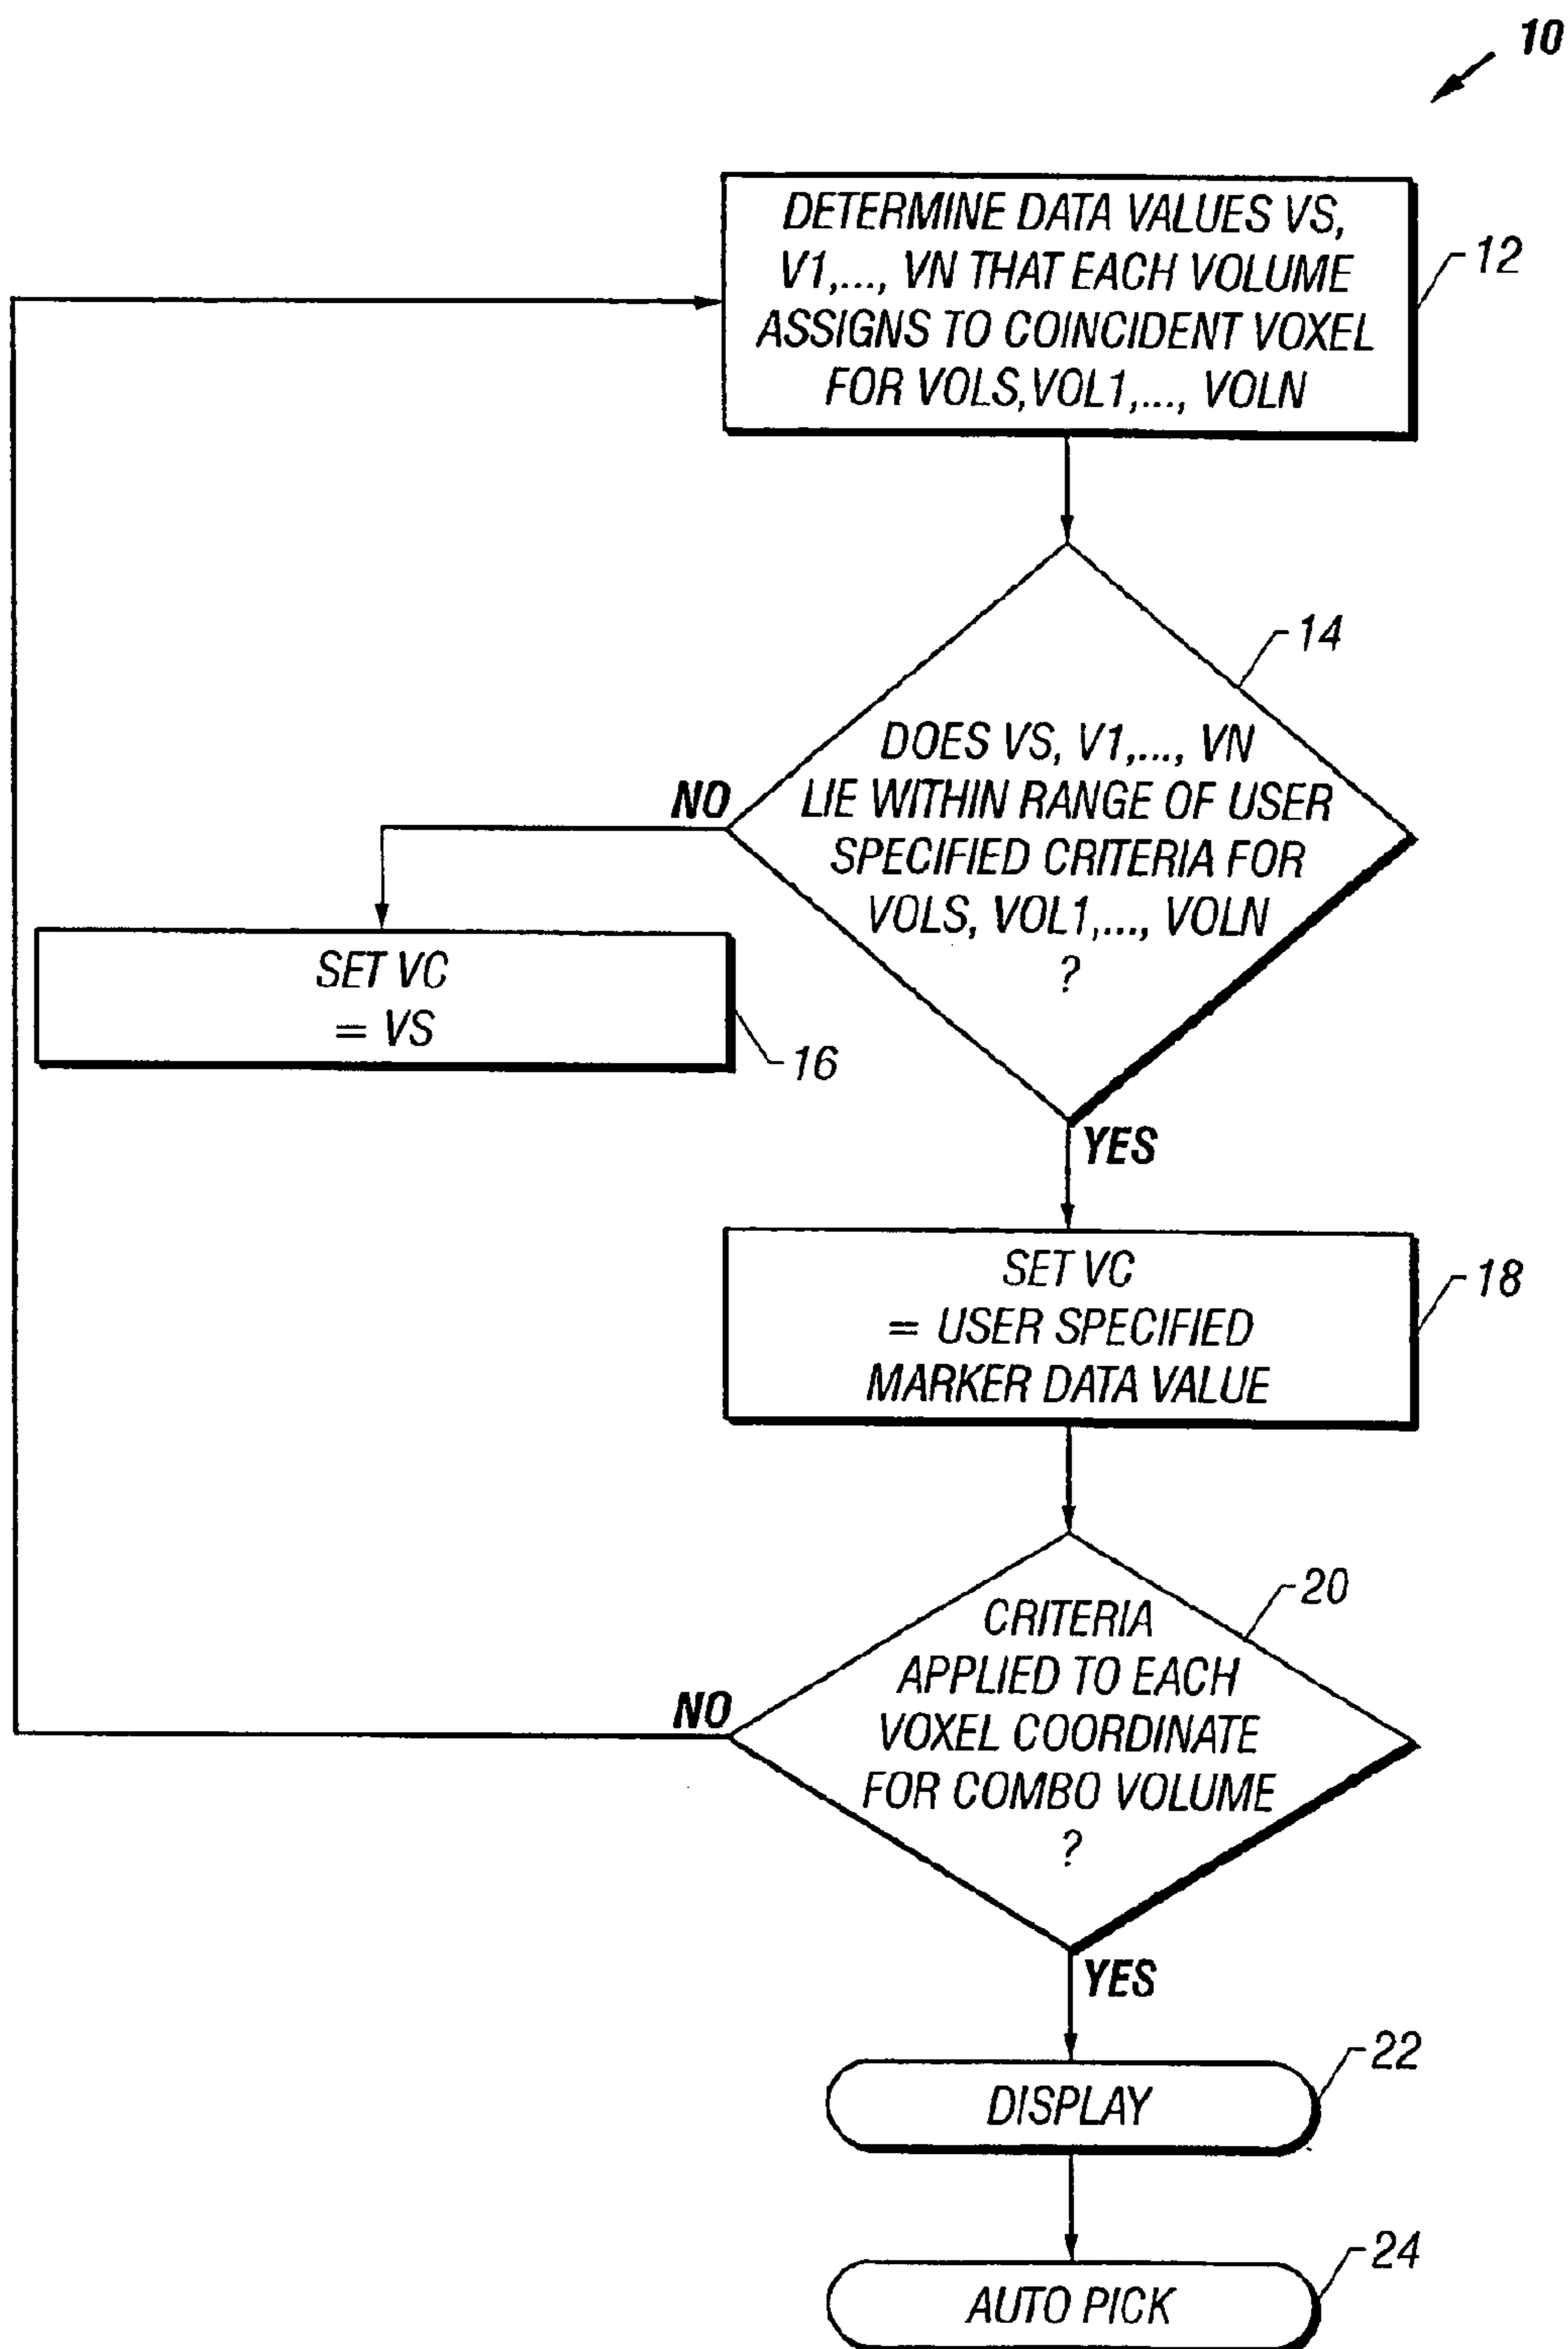 10
DETERMINE DATA VALUES VS,
V1,..., VN THAT EACH VOLUME
ASSIGNS TO COINCIDENT VOXEL
FOR VOLS,VOL1,..., VOLN
12
14
DOES VS, V1,..., VN
LIE WITHIN RANGE OF USER
SPECIFIED CRITERIA FOR
VOLS, VOL1,..., VOLN
?
NO
SET VC
= VS
16
YES
SET VC
= USER SPECIFIED
MARKER DATA VALUE
18
20
CRITERIA
APPLIED TO EACH
VOXEL COORDINATE
FOR COMBO VOLUME
?
NO
YES
22
DISPLAY
24
AUTO PICK